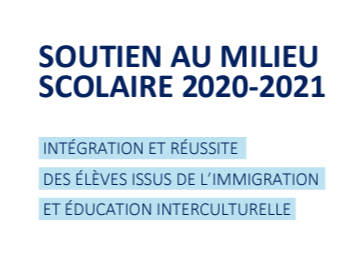 SOUTIEN AU MILIEU
SCOLAIRE 2020-2021
INTÉGRATION ET RÉUSSITE
DES ÉLÈVES ISSUS DE L’IMMIGRATION
ET ÉDUCATION INTERCULTURELLE